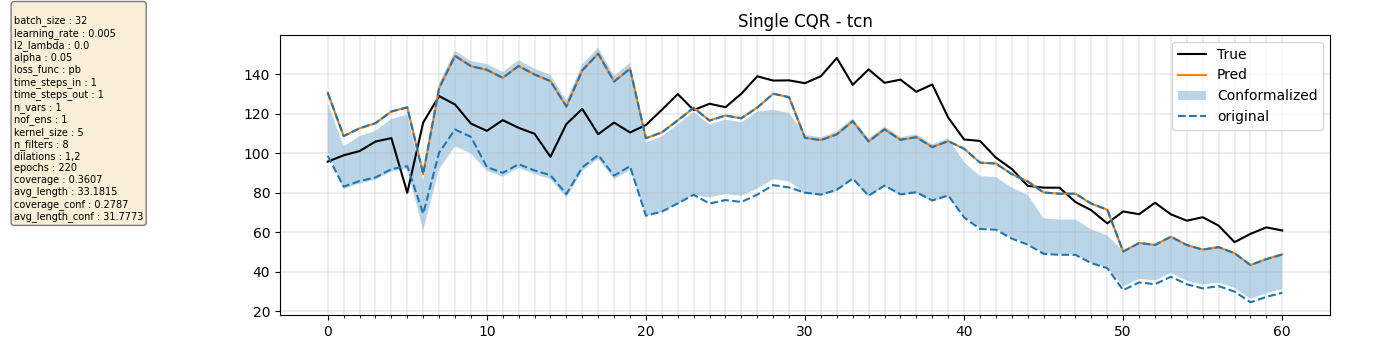 batch_size : 32
learning_rate : 0.005
l2_lambda : 0.0
alpha : 0.05
loss_func : pb
time_steps_in : 1
time_steps_out : 1
n_vars : 1
nof_ens : 1
kernel_size : 5
n_filters : 8
dilations : 1,2
epochs : 220
coverage : 0.3607
avg_length : 33.1815
coverage_conf : 0.2787
avg_length_conf : 31.7773
Single CQR - tcn
140
120
100
80
60
40
20
0 10 20 30 40 50 60
True
Pred
Conformalized
original